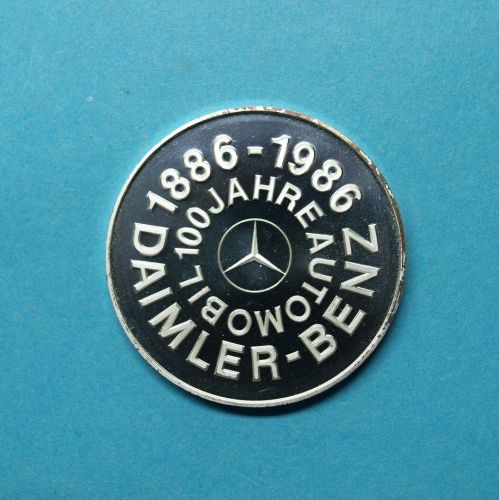 1886-1986
100 JAHRE AUTOMOBIL
DAIMLER-BENZ